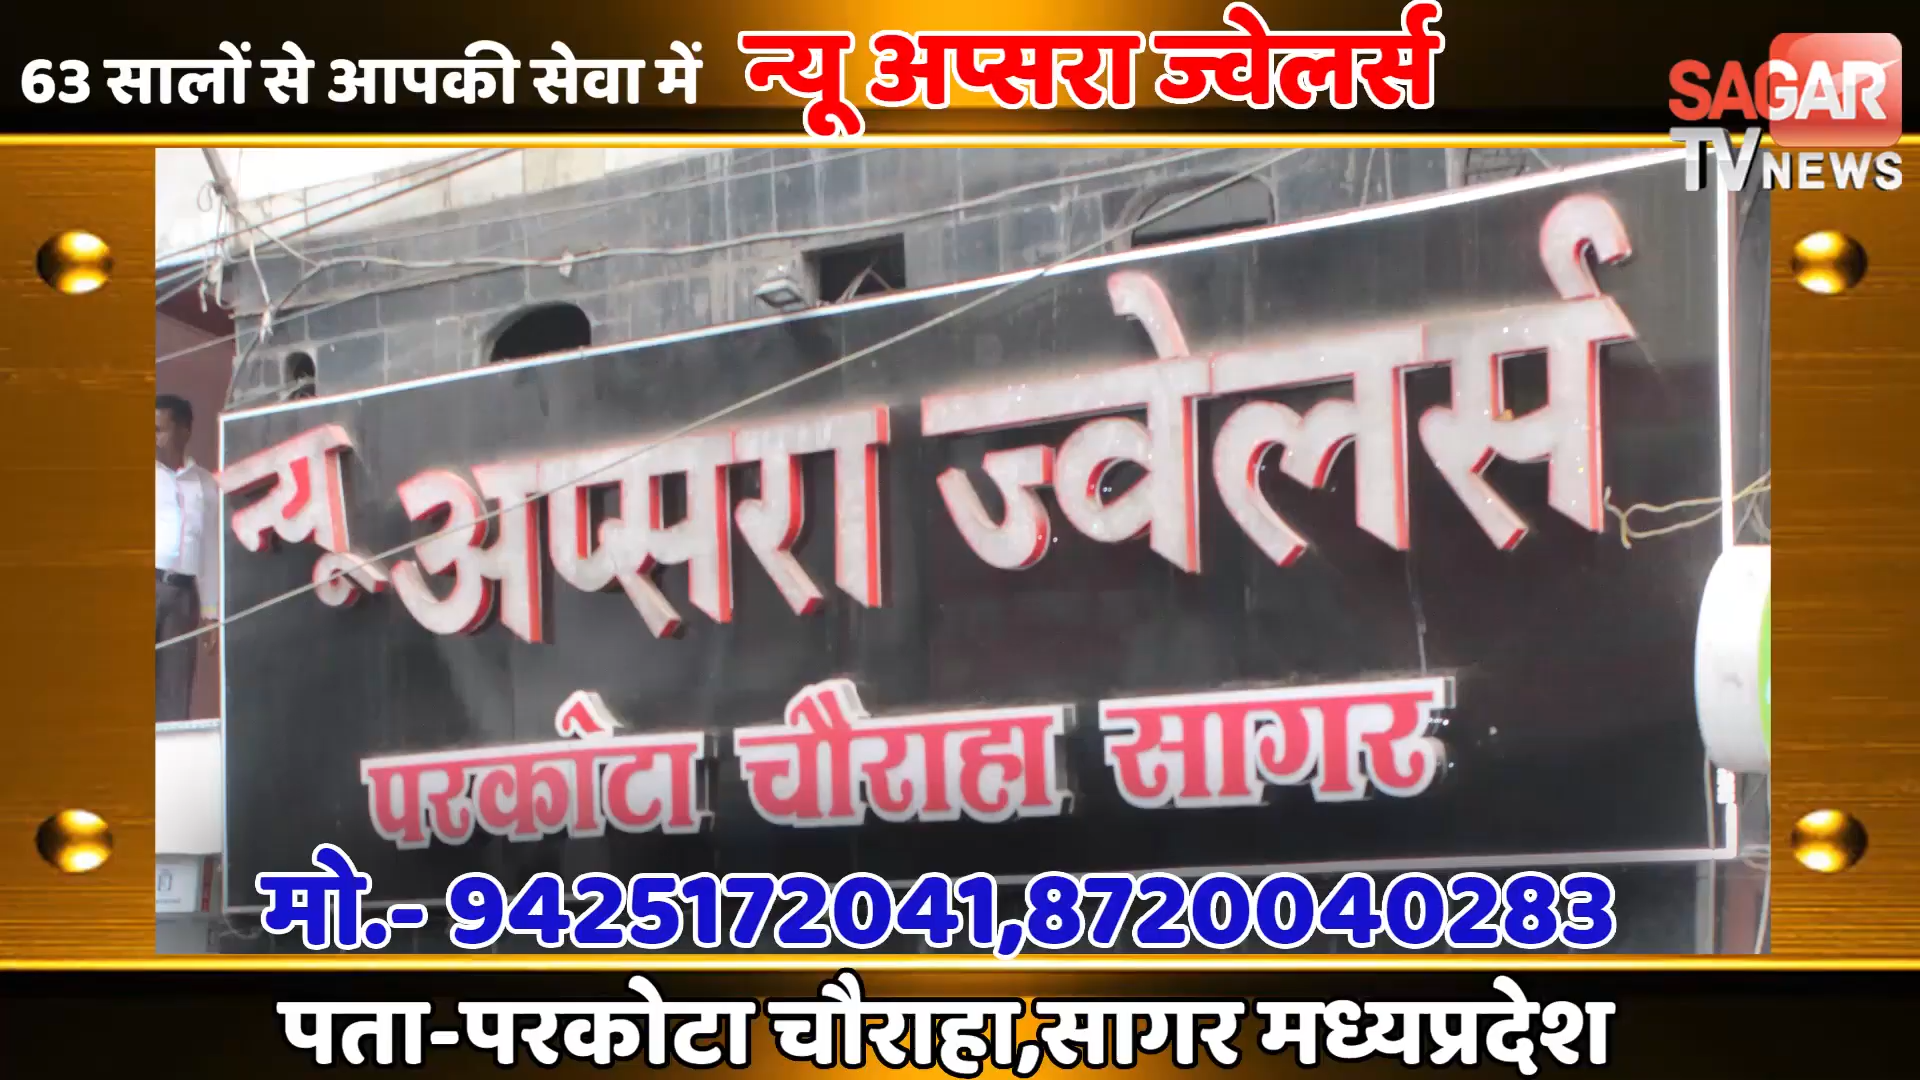 63 सालों से आपकी सेवा में न्यू अप्सरा ज्वेलर्स
SAGAR
TV NEWS
न्यू अप्सरा ज्वेलर्स
परकोटा चौराहा सागर
मो.- 9425172041,8720040283
पता-परकोटा चौराहा,सागर मध्यप्रदेश